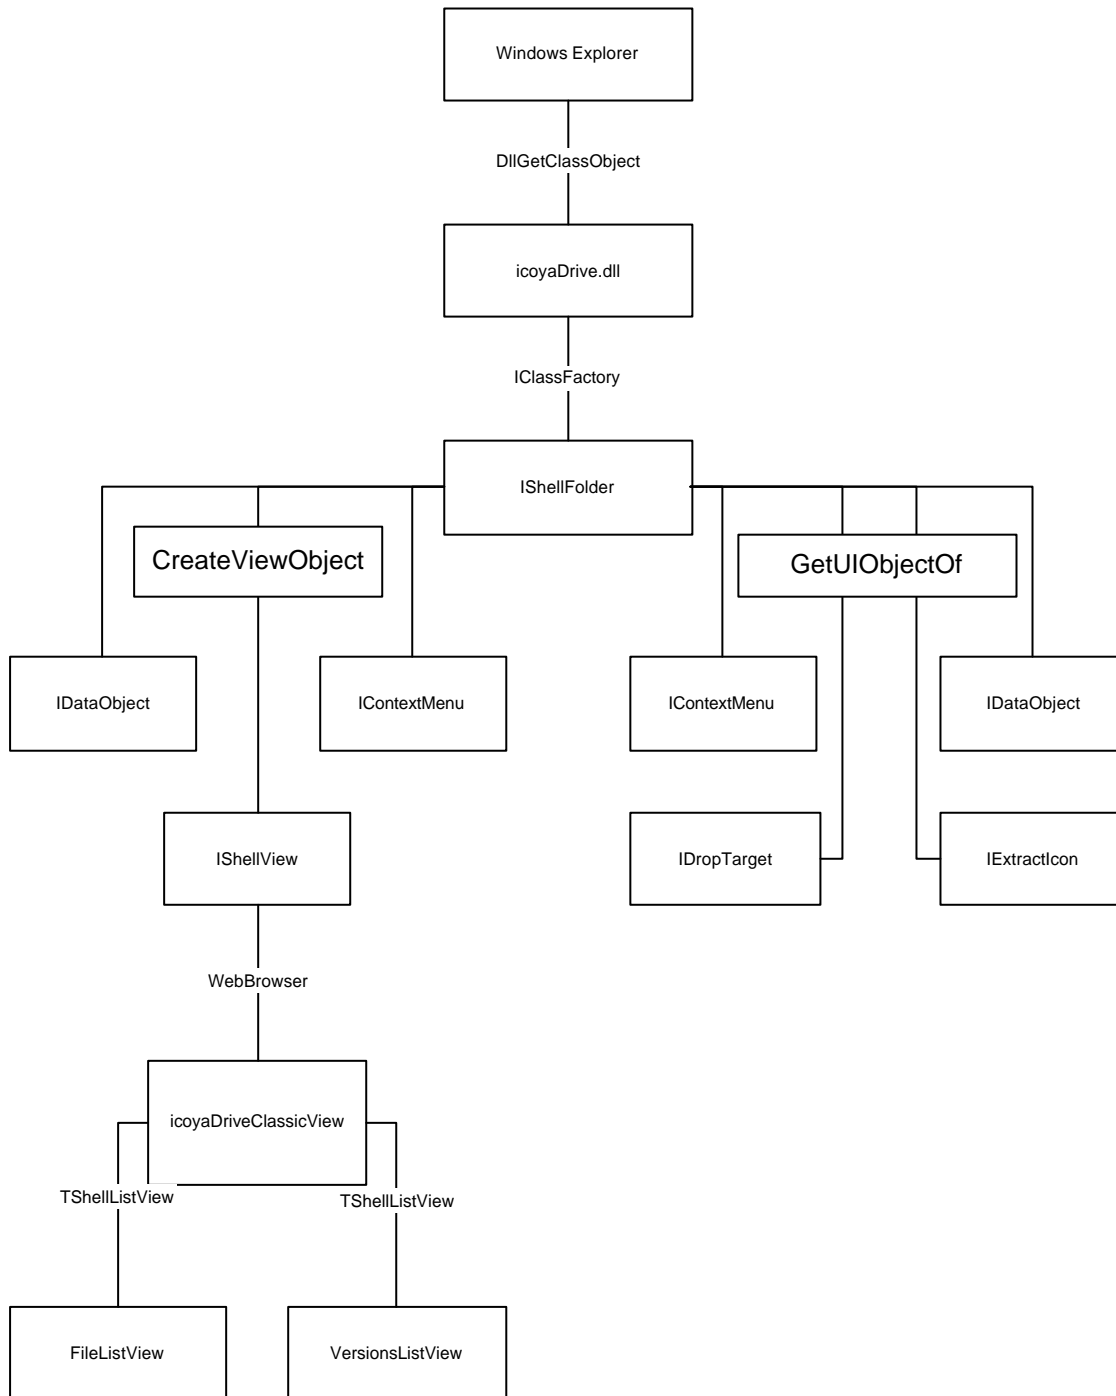 Windows Explorer
DllGetClassObject
icoyaDrive.dll
IClassFactory
IShellFolder
CreateViewObject
GetUIObjectOf
IDataObject
IContextMenu
IContextMenu
IDataObject
IShellView
IDropTarget
IExtractIcon
WebBrowser
icoyaDriveClassicView
TShellListView
TShellListView
FileListView
VersionsListView